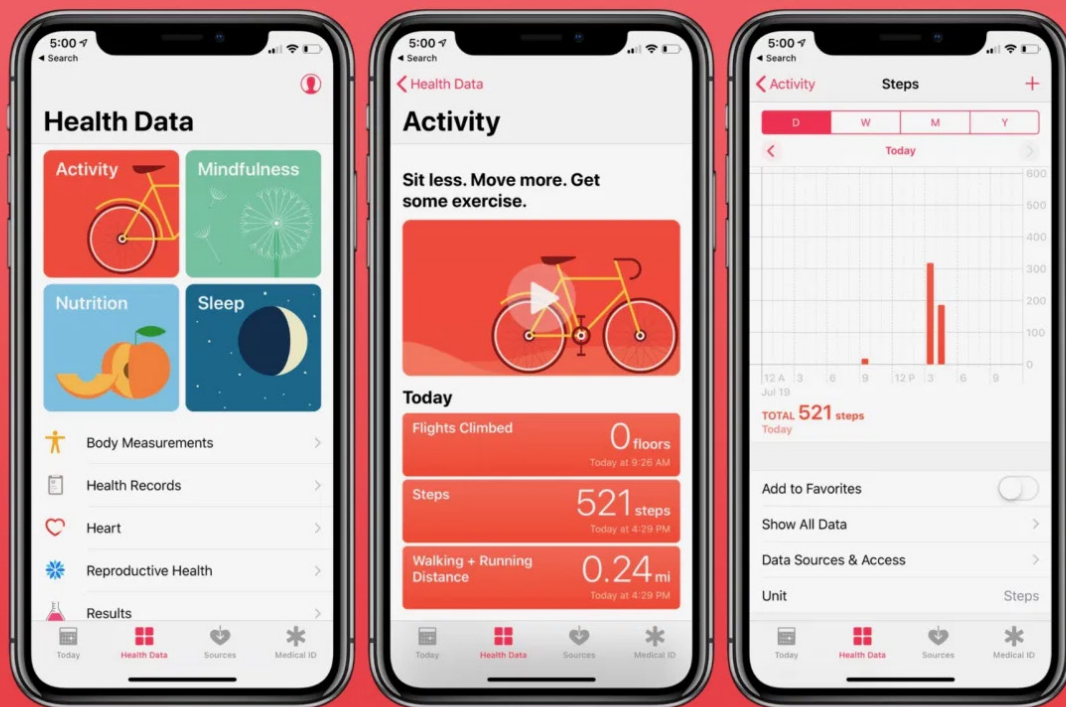 5:00
Search
Health Data
Activity
Mindfulness
Nutrition
Sleep
Body Measurements
Health Records
Heart
Reproductive Health
Results
Today
Health Data
Sources
Medical ID
5:00
Search
Health Data
Activity
Sit less. Move more. Get
some exercise.
Today
Flights Climbed
0 floors
Today at 9:26 AM
Steps
521 steps
Today at 4:29 PM
Walking + Running
Distance
0.24 mi
Today at 4:29 PM
Today
Health Data
Sources
Medical ID
5:00
Search
Activity
Steps
+
D W M Y
Today
600
500
400
300
200
100
0
12 A 3 6 9 12 P 3 6 9
Jul 19
TOTAL 521 steps
Today
Add to Favorites
Show All Data
Data Sources & Access
Unit Steps
Today
Health Data
Sources
Medical ID